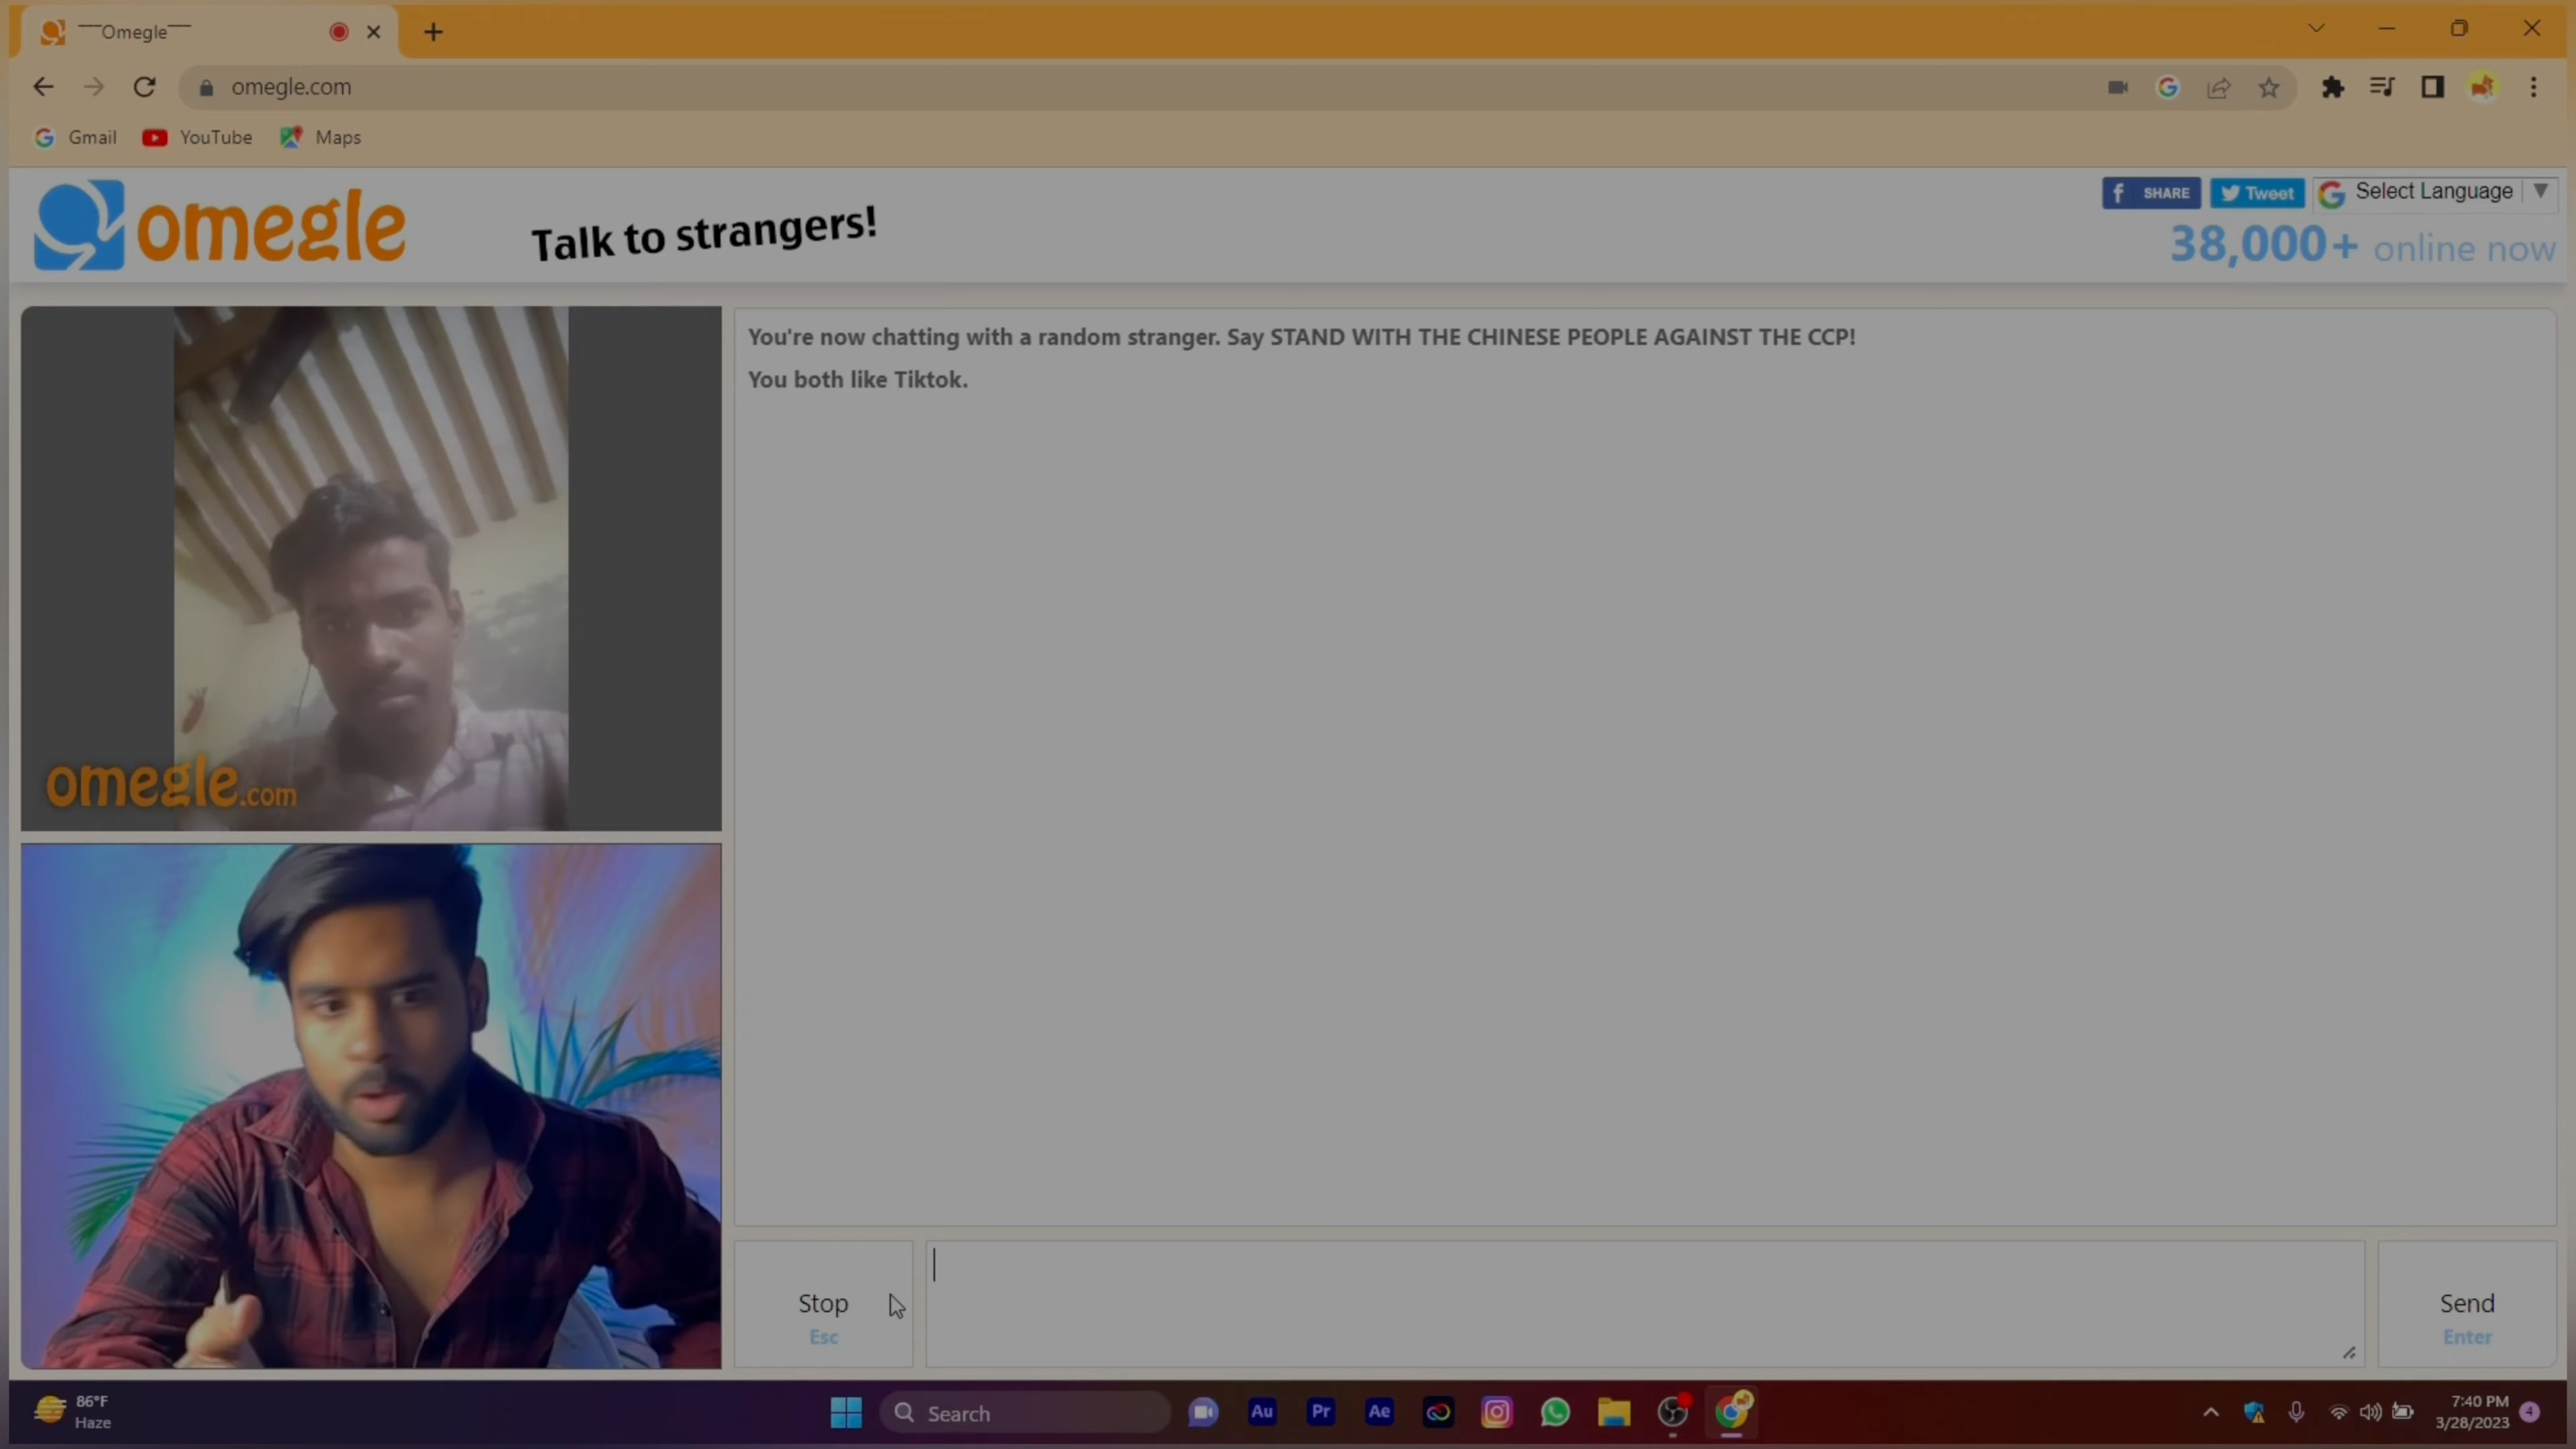 Omegle
omegle.com
Gmail
YouTube
Maps
omegle
Talk to strangers!
SHARE
Tweet
Select Language
38,000+ online now
You're now chatting with a random stranger. Say STAND WITH THE CHINESE PEOPLE AGAINST THE CCP!
You both like Tiktok.
omegle.com
Stop
Esc
Send
Enter
86°F
Haze
Search
Au
Pr
Ae
7:40 PM
3/28/2023
4